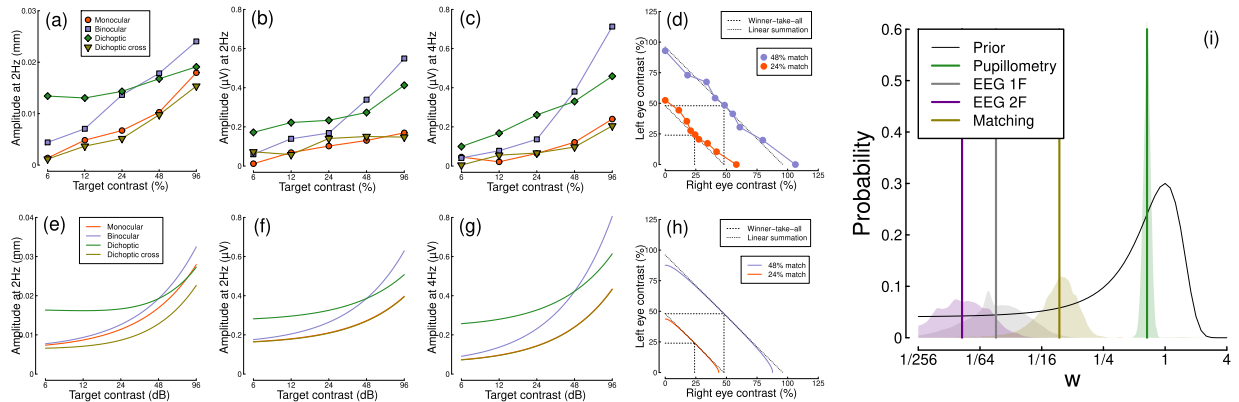 (a)
Monocular
Binocular
Dichoptic
Dichoptic cross
Amplitude at 2Hz (mm)
0.03
0.02
0.01
0
6 12 24 48 96
Target contrast (%)
(b)
Amplitude (µV) at 2Hz
0.8
0.6
0.4
0.2
0
6 12 24 48 96
Target contrast (%)
(c)
Amplitude (µV) at 4Hz
0.8
0.6
0.4
0.2
0
6 12 24 48 96
Target contrast (%)
(d)
Winner-take-all
Linear summation
48% match
24% match
Left eye contrast (%)
125
100
75
50
25
0
0 25 50 75 100 125
Right eye contrast (%)
(e)
Monocular
Binocular
Dichoptic
Dichoptic cross
Amplitude at 2Hz (mm)
0.04
0.03
0.02
0.01
0
6 12 24 48 96
Target contrast (dB)
(f)
Amplitude at 2Hz (µV)
0.8
0.6
0.4
0.2
0
6 12 24 48 96
Target contrast (dB)
(g)
Amplitude at 4Hz (µV)
0.8
0.6
0.4
0.2
0
6 12 24 48 96
Target contrast (dB)
(h)
Winner-take-all
Linear summation
48% match
24% match
Left eye contrast (%)
125
100
75
50
25
0
0 25 50 75 100 125
Right eye contrast (%)
(i)
Prior
Pupillometry
EEG 1F
EEG 2F
Matching
Probability
0.6
0.5
0.4
0.3
0.2
0.1
0
1/256 1/64 1/16 1/4 1 4
w